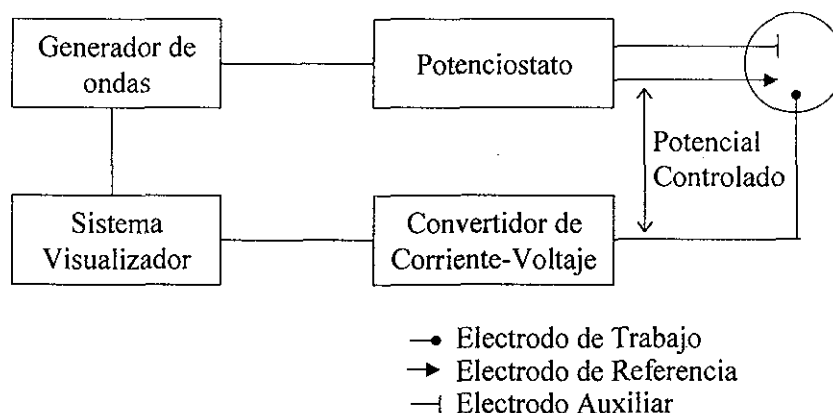 Generador de
ondas
Potenciostato
Potencial
Controlado
Sistema
Visualizador
Convertidor de
Corriente-Voltaje
Electrodo de Trabajo
Electrodo de Referencia
Electrodo Auxiliar